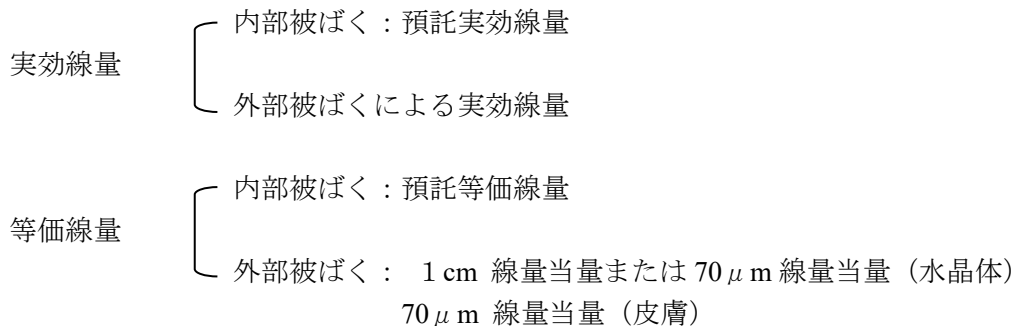 内部被ばく：預託実効線量
実効線量
外部被ばくによる実効線量
内部被ばく：預託等価線量
等価線量
外部被ばく： 1 cm 線量当量または 70μm 線量当量（水晶体）
70μm 線量当量（皮膚）